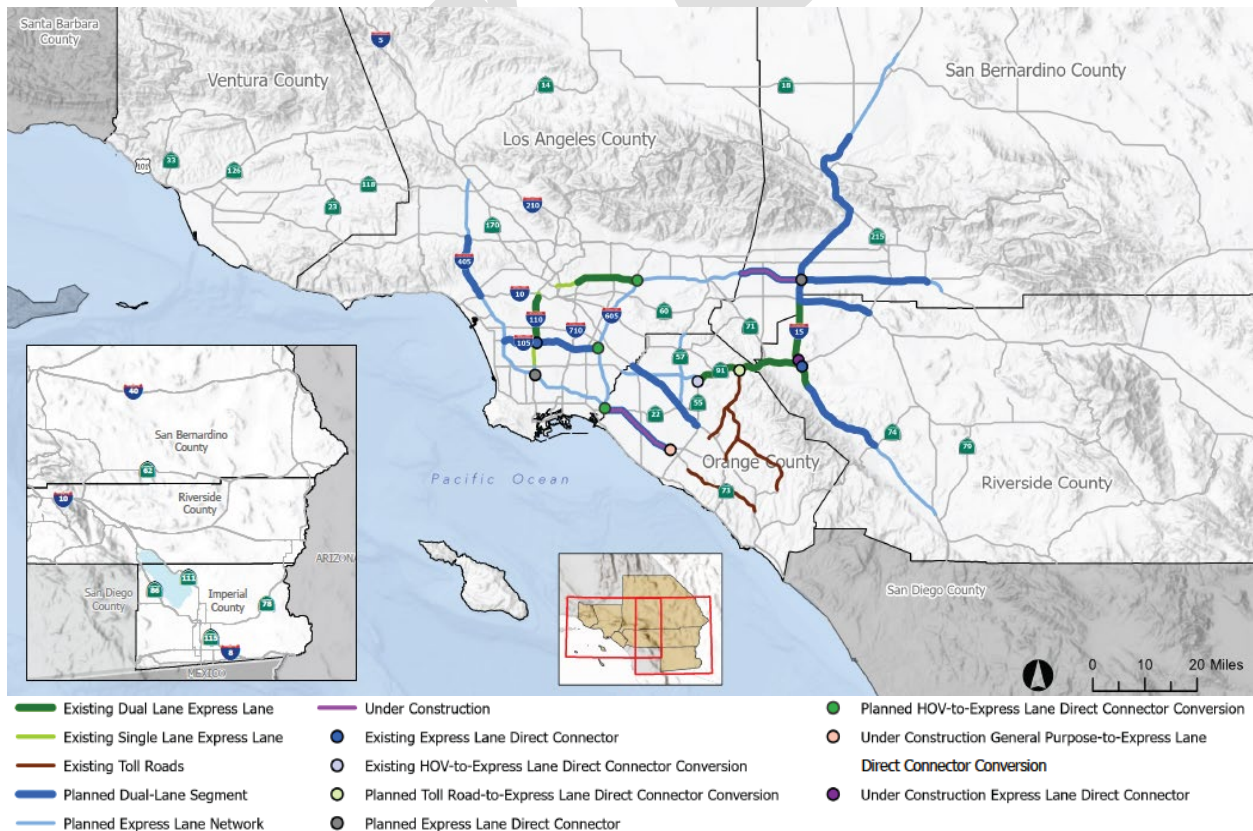 Santa Barbara
County
Ventura County
Los Angeles County
San Bernardino County
5
14
18
101
33
126
118
23
210
170
215
405
10
110
605
60
71
15
105
710
57
91
55
22
74
79
73
Orange County
Riverside County
Pacific Ocean
San Diego County
40
San Bernardino
County
62
10
Riverside
County
ARIZONA
San Diego
County
111
86
Imperial
County
78
115
8
MEXICO
0 10 20 Miles
Existing Dual Lane Express Lane
Existing Single Lane Express Lane
Existing Toll Roads
Planned Dual-Lane Segment
Planned Express Lane Network
Under Construction
Existing Express Lane Direct Connector
Existing HOV-to-Express Lane Direct Connector Conversion
Planned Toll Road-to-Express Lane Direct Connector Conversion
Planned Express Lane Direct Connector
Planned HOV-to-Express Lane Direct Connector Conversion
Under Construction General Purpose-to-Express Lane
Direct Connector Conversion
Under Construction Express Lane Direct Connector